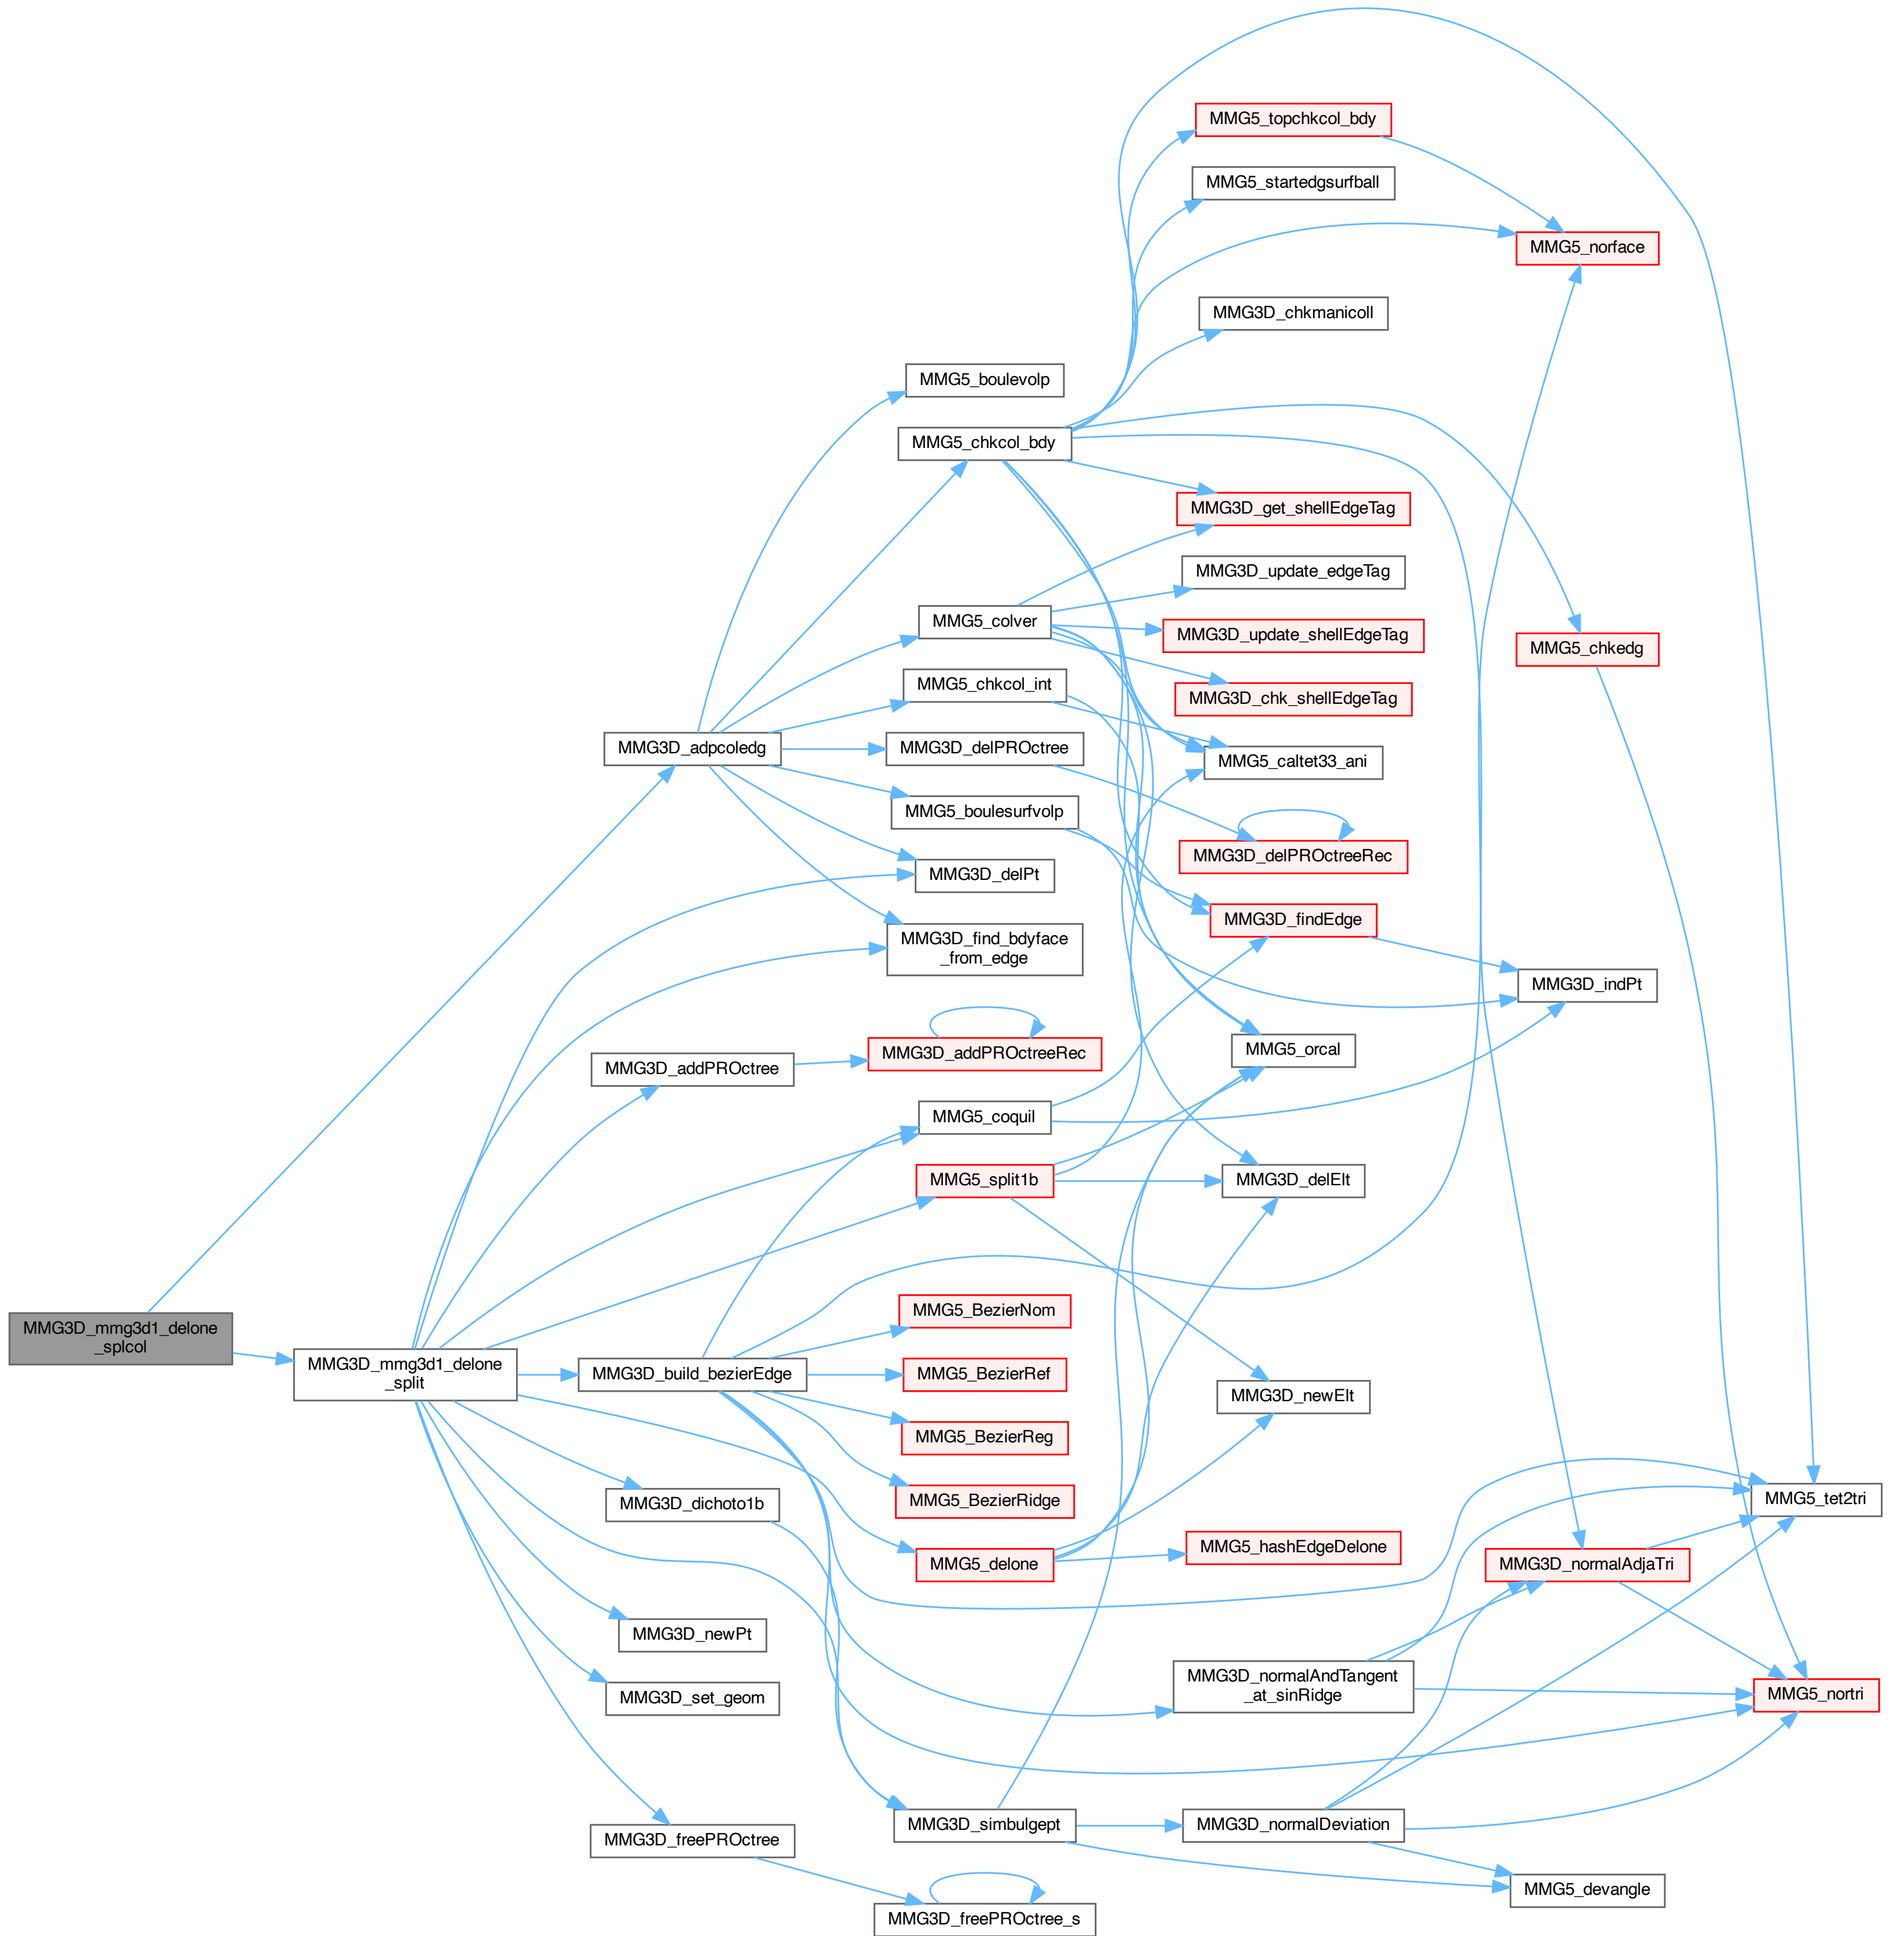 MMG5_topchkcol_bdy
MMG5_startedgsurfball
MMG5_norface
MMG3D_chkmanicoll
MMG5_boulevolp
MMG5_chkcol_bdy
MMG3D_get_shellEdgeTag
MMG3D_update_edgeTag
MMG5_colver
MMG3D_update_shellEdgeTag
MMG5_chkedg
MMG5_chkcol_int
MMG3D_chk_shellEdgeTag
MMG3D_adpcoledg
MMG3D_delPROctree
MMG5_caltet33_ani
MMG5_boulesurfvolp
MMG3D_delPROctreeRec
MMG3D_delPt
MMG3D_findEdge
MMG3D_find_bdyface
_from_edge
MMG3D_indPt
MMG3D_addPROctreeRec
MMG5_orcal
MMG3D_addPROctree
MMG5_coquil
MMG5_split1b
MMG3D_delElt
MMG5_BezierNom
MMG3D_mmg3d1_delone
_splcol
MMG3D_mmg3d1_delone
_split
MMG3D_build_bezierEdge
MMG5_BezierRef
MMG3D_newElt
MMG5_BezierReg
MMG5_BezierRidge
MMG3D_dichoto1b
MMG5_tet2tri
MMG5_hashEdgeDelone
MMG5_delone
MMG3D_normalAdjaTri
MMG3D_newPt
MMG3D_normalAndTangent
_at_sinRidge
MMG3D_set_geom
MMG5_nortri
MMG3D_simbulgept
MMG3D_normalDeviation
MMG3D_freePROctree
MMG5_devangle
MMG3D_freePROctree_s